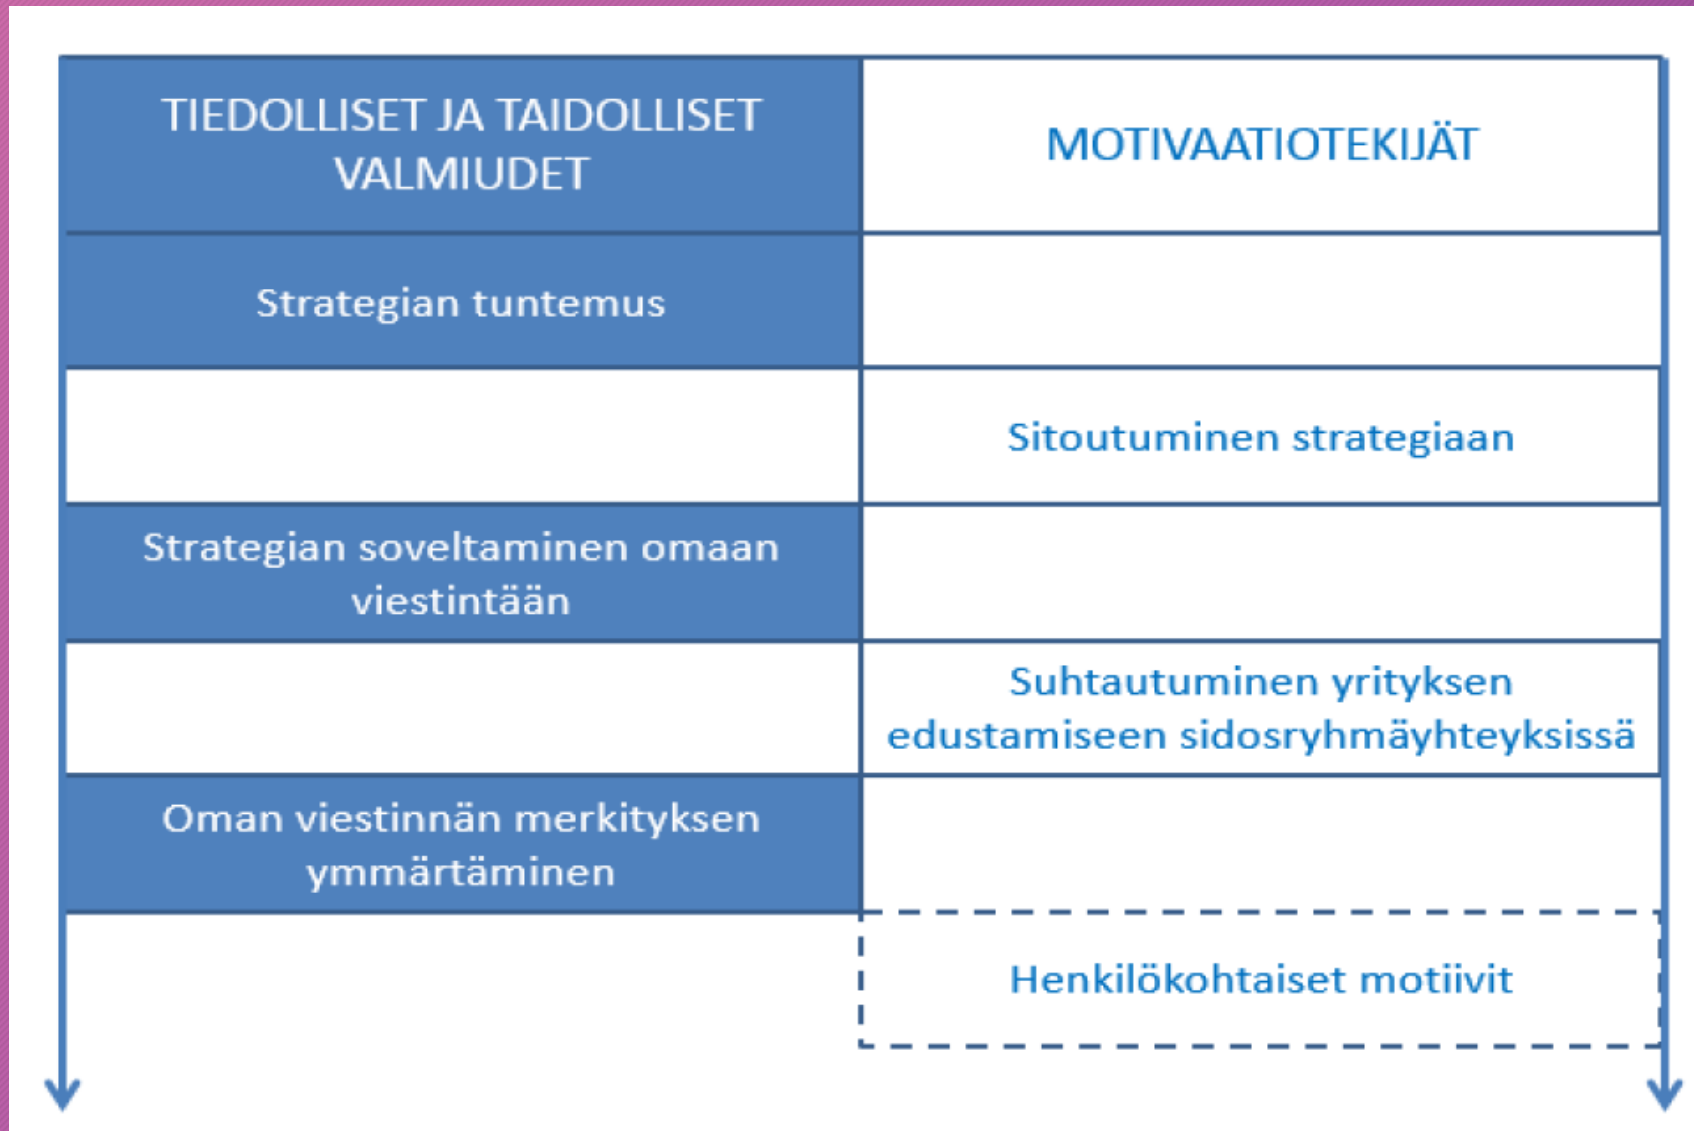 TIEDOLLISET JA TAIDOLLISET
VALMIUDET
MOTIVAATIOTEKIJÄT
Strategian tuntemus
Sitoutuminen strategiaan
Strategian soveltaminen omaan
viestintään
Suhtautuminen yrityksen
edustamiseen sidosryhmäyhteyksissä
Oman viestinnän merkityksen
ymmärtäminen
Henkilökohtaiset motiivit